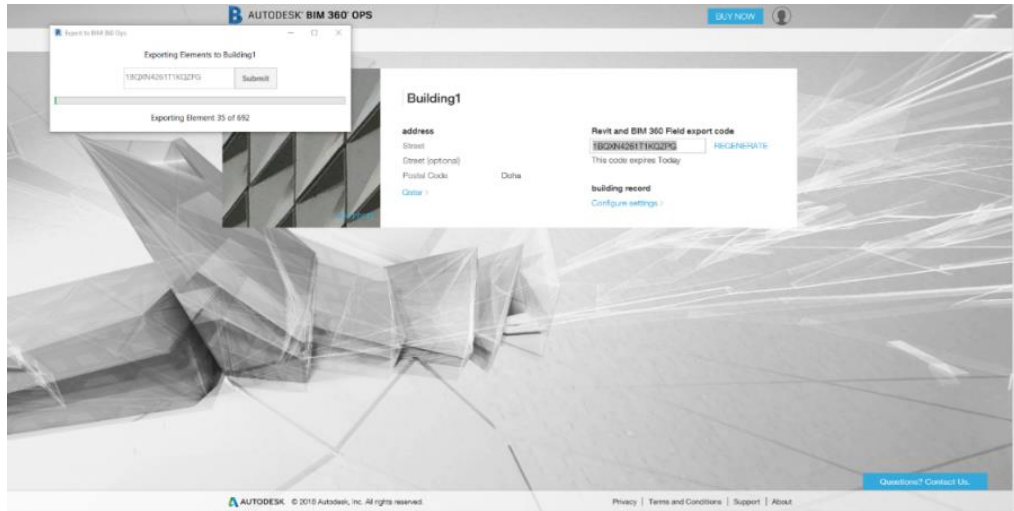 AUTODESK® BIM 360® OPS
BUY NOW
Export to BIM 360 Ops
Exporting Elements to Building1
Submit
Exporting Element 35 of 692
Building1
address
Street
Street (optional)
Postal Code Doha
Qatar >
Revit and BIM 360 Field export code
REGENERATE
This code expires Today
building record
Configure settings >
Questions? Contact Us.
AUTODESK. © 2018 Autodesk, Inc. All rights reserved.
Privacy | Terms and Conditions | Support | About